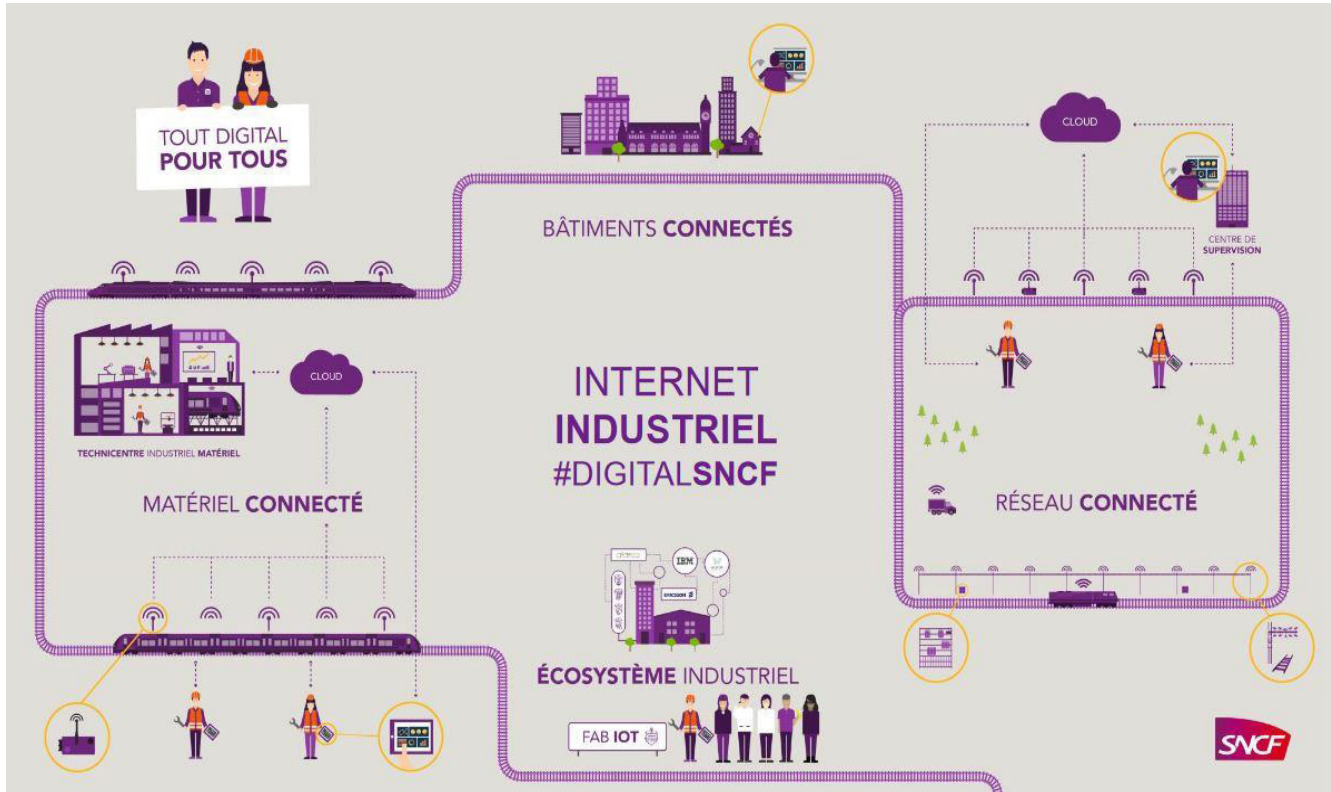 TOUT DIGITAL
POUR TOUS
BÂTIMENTS CONNECTÉS
CLOUD
CENTRE DE
SUPERVISION
CLOUD
TECHNICENTRE INDUSTRIEL MATÉRIEL
MATÉRIEL CONNECTÉ
INTERNET
INDUSTRIEL
#DIGITALSNCF
RÉSEAU CONNECTÉ
IBM
ERICSSON
ÉCOSYSTÈME INDUSTRIEL
FAB IOT
SNCF